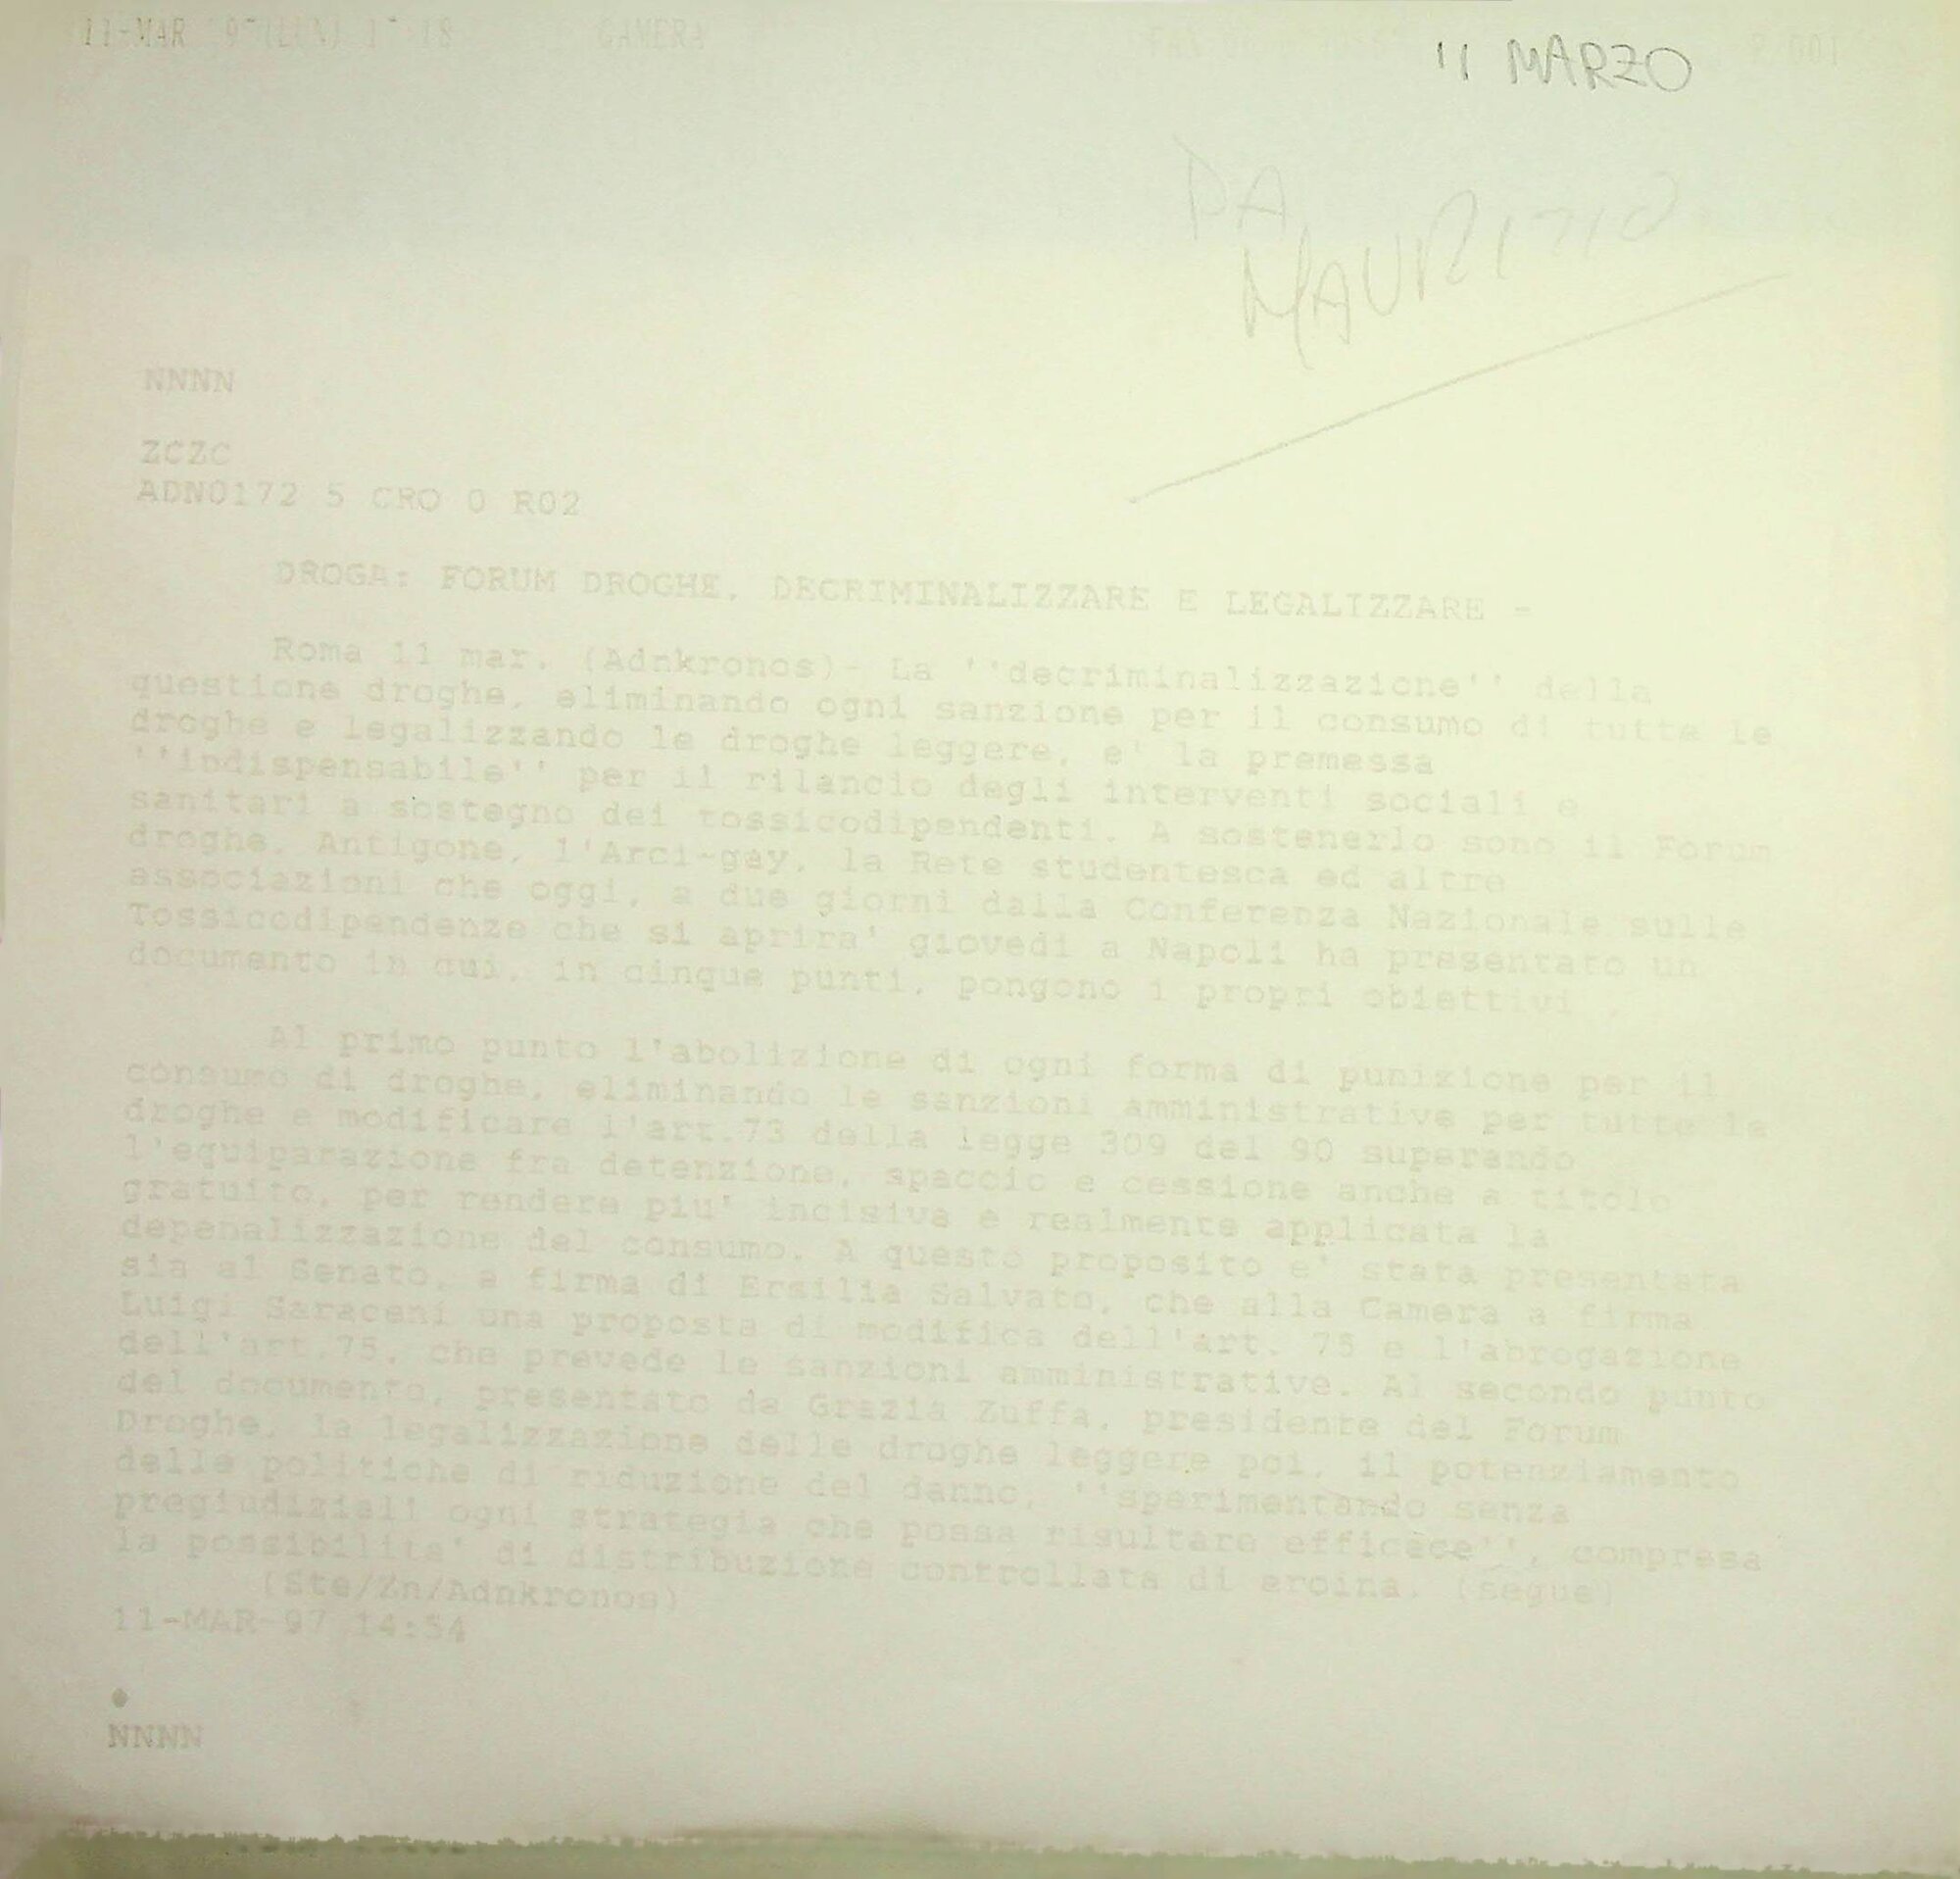 11-MAR 17:18 CAMERA FAX
11 MARZO
DA
MAURIZIO
NNNN
ZCZC
ADN0172 5 CRO 0 R02
DROGA: FORUM DROGHE, DECRIMINALIZZARE E LEGALIZZARE =
Roma 11 mar. (Adnkronos)- La ''decriminalizzazione'' della
questione droghe, eliminando ogni sanzione per il consumo di tutte le
droghe e legalizzando le droghe leggere, e' la premessa
''indispensabile'' per il rilancio degli interventi sociali e
sanitari a sostegno dei tossicodipendenti. A sostenerlo sono il Forum
droghe, Antigone, l'Arci-gay, la Rete studentesca ed altre
associazioni che oggi, a due giorni dalla Conferenza Nazionale sulle
Tossicodipendenze che si aprira' giovedi a Napoli ha presentato un
documento in cui, in cinque punti, pongono i propri obiettivi .
Al primo punto l'abolizione di ogni forma di punizione per il
consumo di droghe, eliminando le sanzioni amministrative per tutte le
droghe e modificare l'art.73 della legge 309 del 90 superando
l'equiparazione fra detenzione, spaccio e cessione anche a titolo
gratuito, per rendere piu' incisiva e realmente applicata la
depenalizzazione del consumo. A questo proposito e' stata presentata
sia al Senato, a firma di Ersilia Salvato, che alla Camera a firma
Luigi Saraceni una proposta di modifica dell'art. 75 e l'abrogazione
dell'art.75, che prevede le sanzioni amministrative. Al secondo punto
del documento, presentato da Grazia Zuffa, presidente del Forum
Droghe, la legalizzazione delle droghe leggere poi, il potenziamento
delle politiche di riduzione del danno, ''sperimentando senza
pregiudiziali ogni strategia che possa risultare efficace'', compresa
la possibilita' di distribuzione controllata di eroina. (segue)
(Ste/Zn/Adnkronos)
11-MAR-97 14:54
NNNN